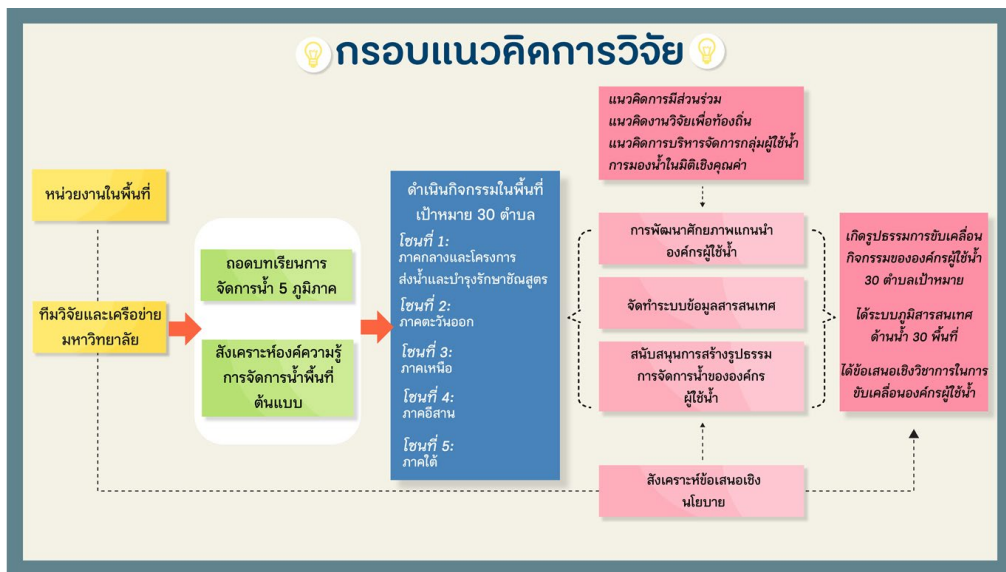 กรอบแนวคิดการวิจัย
หน่วยงานในพื้นที่
ทีมวิจัยและเครือข่าย
มหาวิทยาลัย
ถอดบทเรียนการ
จัดการน้ำ 5 ภูมิภาค
สังเคราะห์องค์ความรู้
การจัดการน้ำพื้นที่
ต้นแบบ
ดำเนินกิจกรรมในพื้นที่
เป้าหมาย 30 ตำบล
โซนที่ 1:
ภาคกลางและโครงการ
ส่งน้ำและบำรุงรักษาชัณสูตร
โซนที่ 2:
ภาคตะวันออก
โซนที่ 3:
ภาคเหนือ
โซนที่ 4:
ภาคอีสาน
โซนที่ 5:
ภาคใต้
แนวคิดการมีส่วนร่วม
แนวคิดงานวิจัยเพื่อท้องถิ่น
แนวคิดการบริหารจัดการกลุ่มผู้ใช้น้ำ
การมองน้ำในมิติเชิงคุณค่า
การพัฒนาศักยภาพแกนนำ
องค์กรผู้ใช้น้ำ
จัดทำระบบข้อมูลสารสนเทศ
สนับสนุนการสร้างรูปธรรม
การจัดการน้ำขององค์กร
ผู้ใช้น้ำ
สังเคราะห์ข้อเสนอเชิง
นโยบาย
เกิดรูปธรรมการขับเคลื่อน
กิจกรรมขององค์กรผู้ใช้น้ำ
30 ตำบลเป้าหมาย
ได้ระบบภูมิสารสนเทศ
ด้านน้ำ 30 พื้นที่
ได้ข้อเสนอเชิงวิชาการในการ
ขับเคลื่อนองค์กรผู้ใช้น้ำ